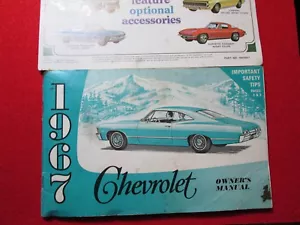 feature
optional
accessories
1967
IMPORTANT
SAFETY
TIPS
Chevrolet
OWNER'S
MANUAL